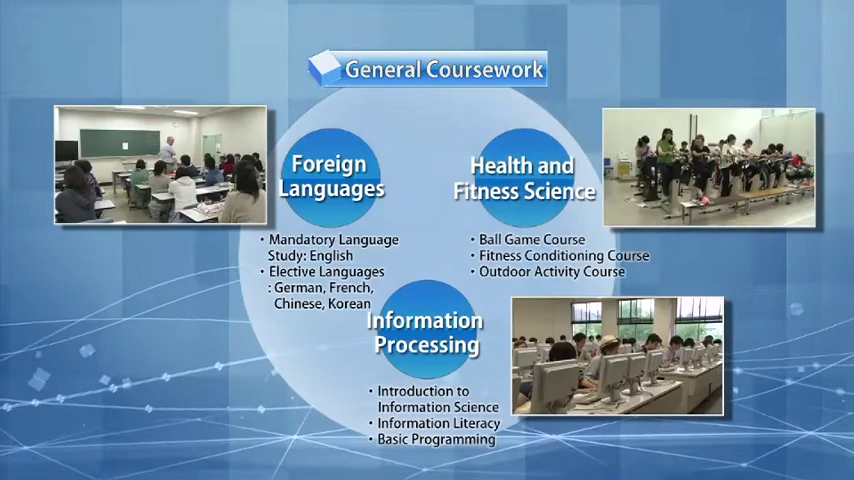 General Coursework
Foreign
Languages
• Mandatory Language
Study: English
• Elective Languages
: German, French,
Chinese, Korean
Health and
Fitness Science
• Ball Game Course
• Fitness Conditioning Course
• Outdoor Activity Course
Information
Processing
• Introduction to
Information Science
• Information Literacy
• Basic Programming